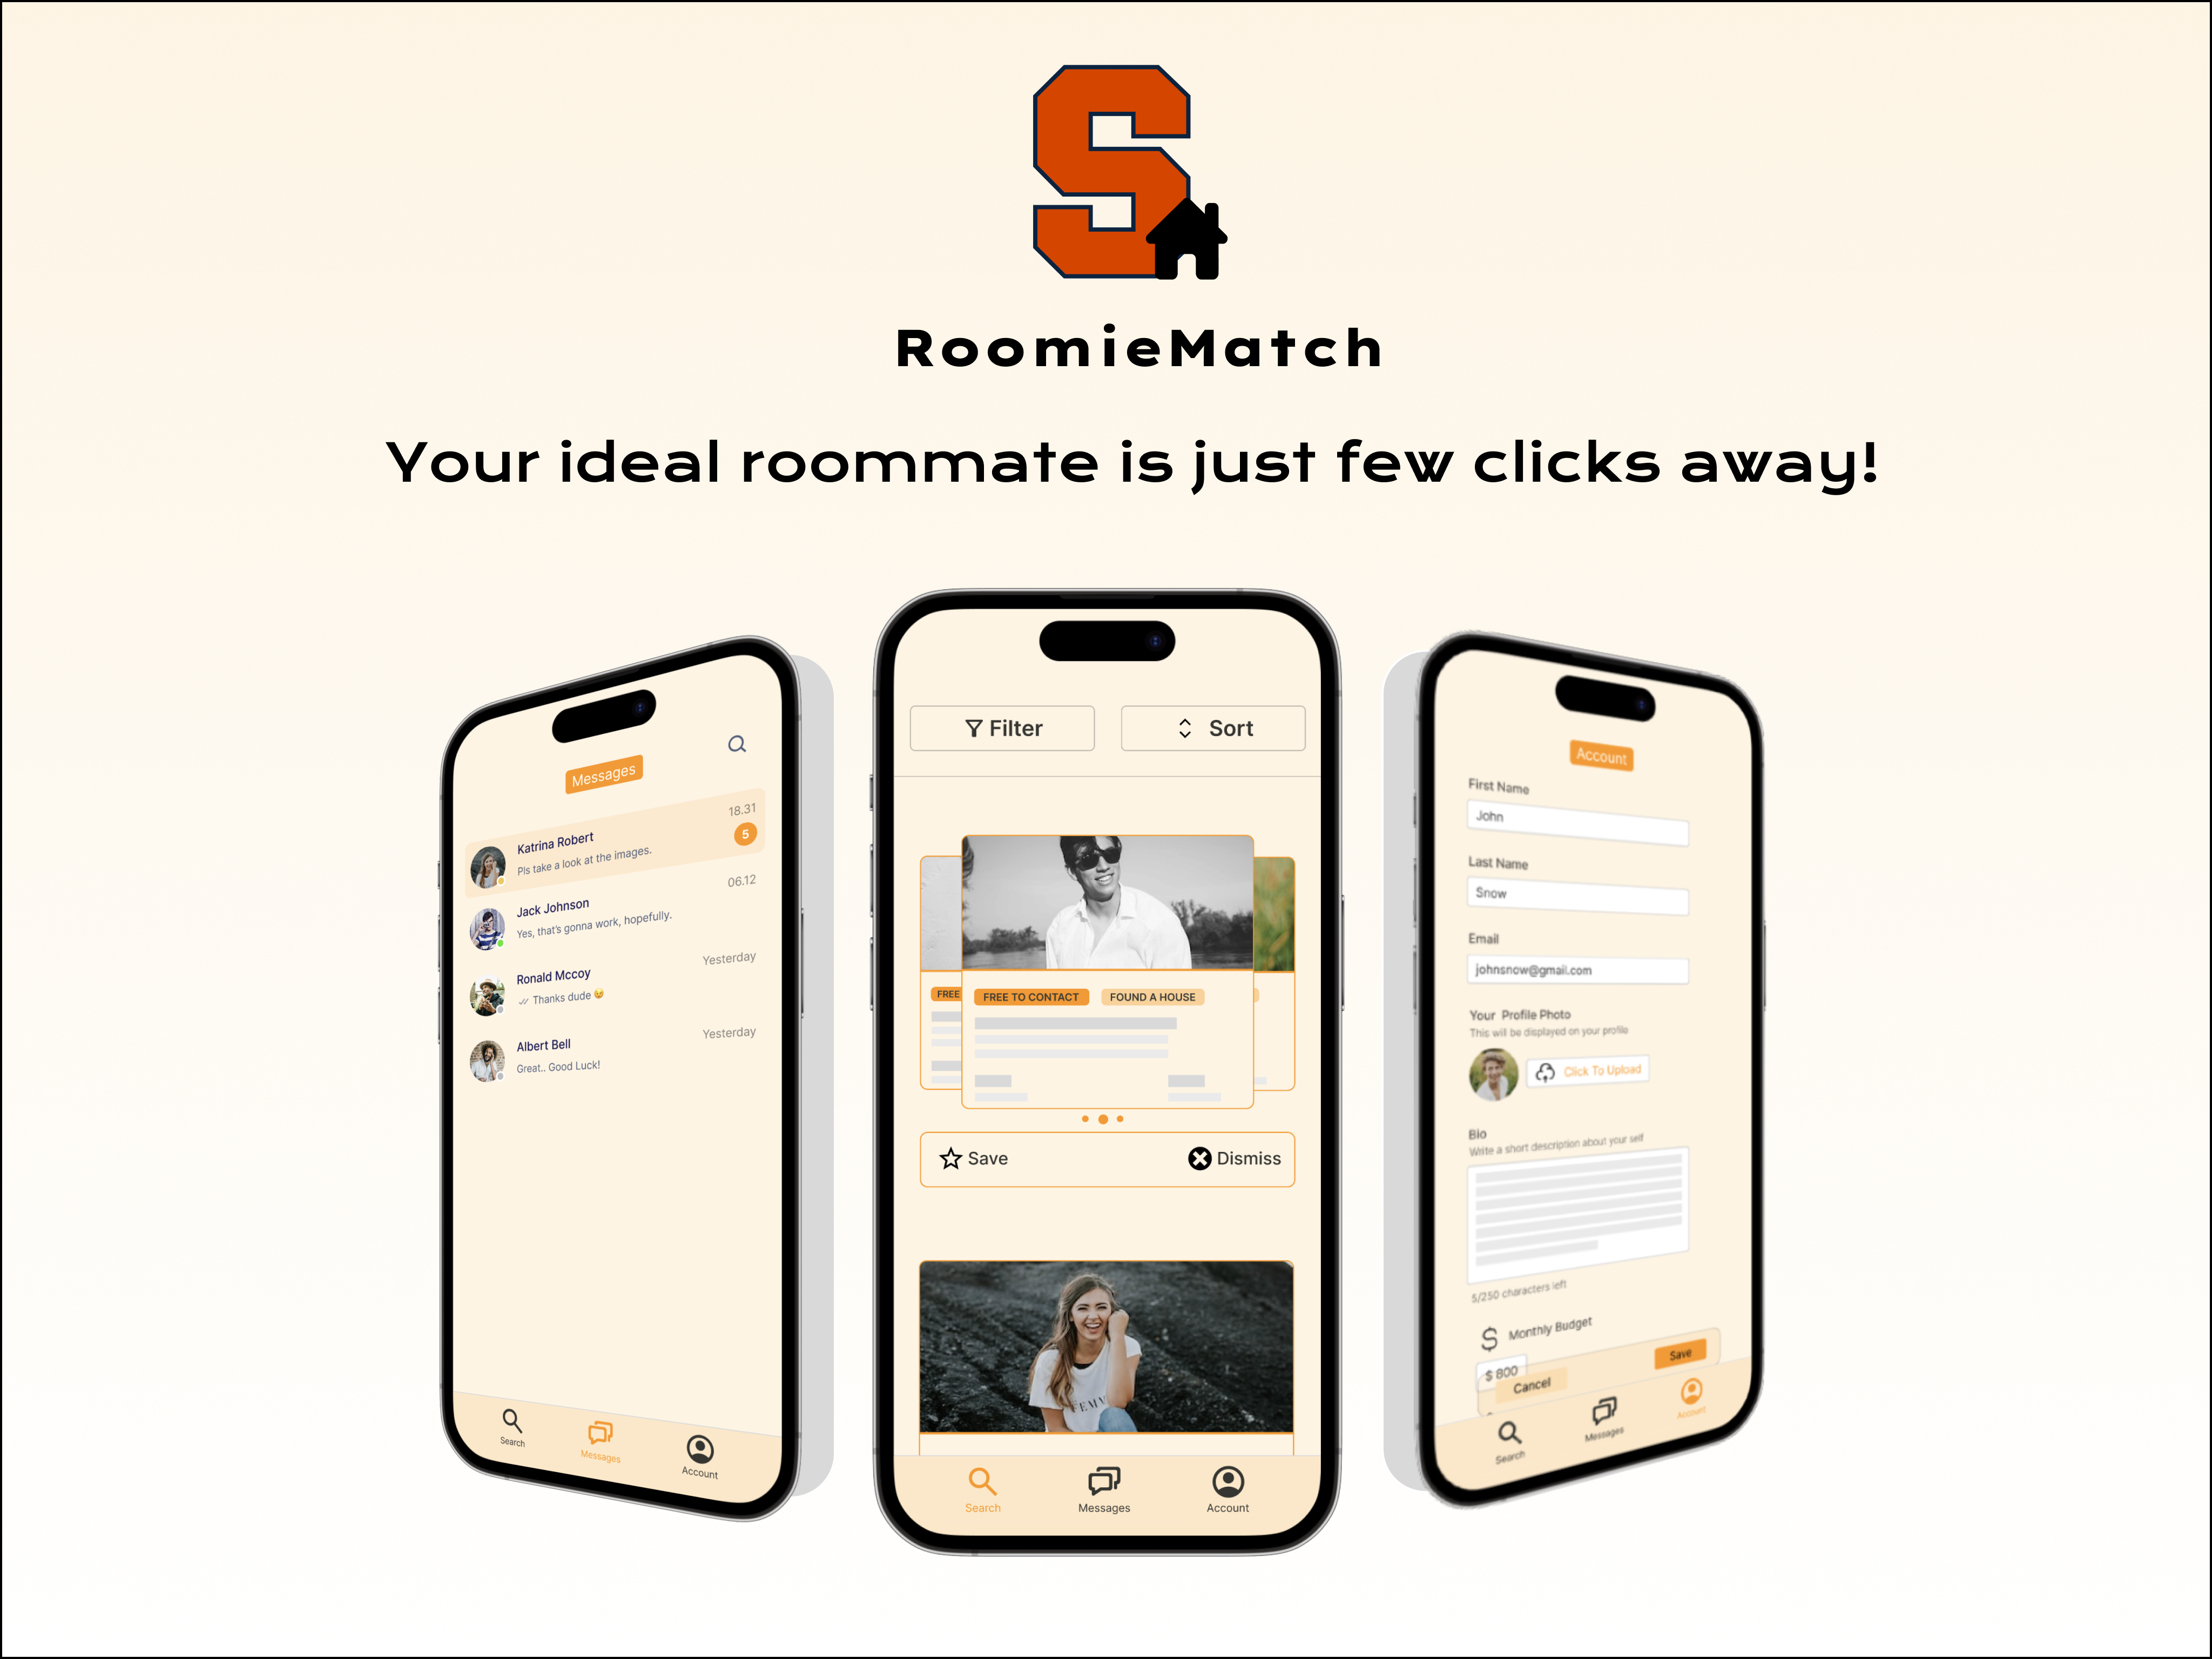 S
RoomieMatch
Your ideal roommate is just few clicks away!
Messages
Katrina Robert
18.31
Pls take a look at the images.
5
Jack Johnson
06.12
Yes, that's gonna work, hopefully.
Ronald Mccoy
Yesterday
Thanks dude 😉
Albert Bell
Yesterday
Great.. Good Luck!
Search
Messages
Account
Filter
Sort
FREE
FREE TO CONTACT
FOUND A HOUSE
Save
Dismiss
FEMM
Search
Messages
Account
Account
First Name
John
Last Name
Snow
Email
johnsnow@gmail.com
Your Profile Photo
This will be displayed on your profile
Click To Upload
Bio
Write a short description about your self
5/250 characters left
$ Monthly Budget
$ 800
Cancel
Save
Search
Messages
Account